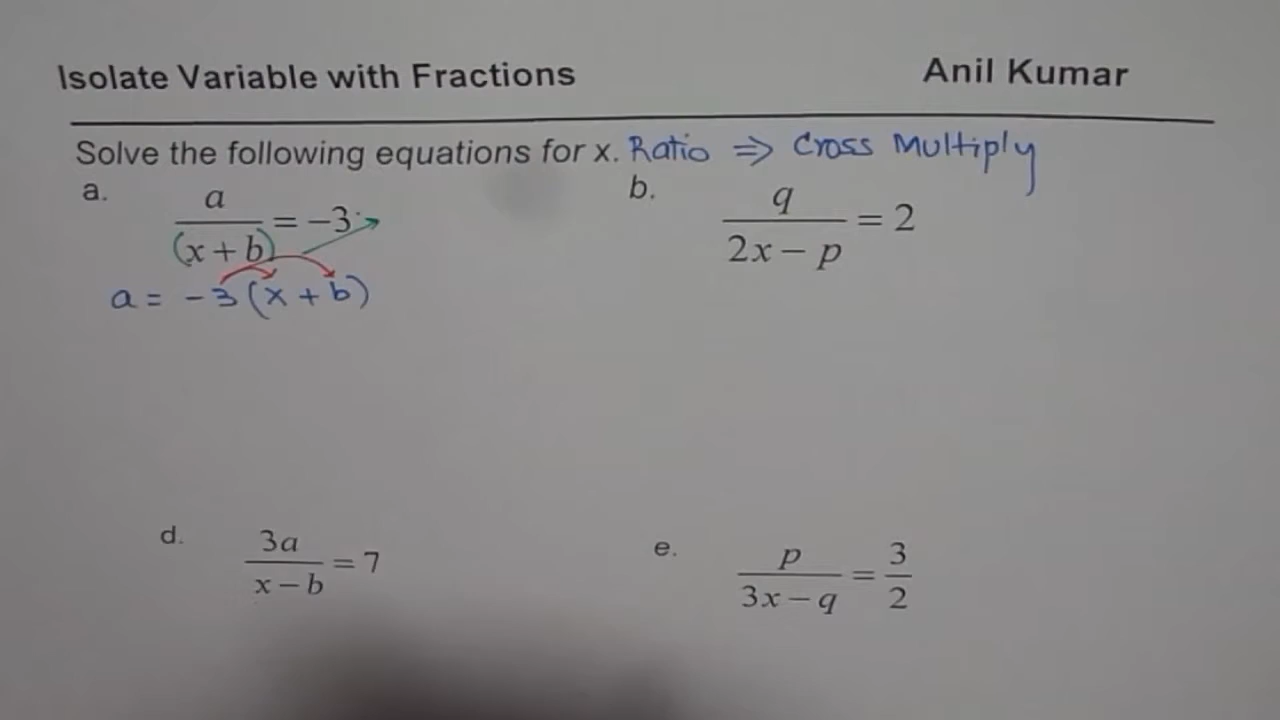 Isolate Variable with Fractions Anil Kumar
Solve the following equations for x. Ratio ⇒ Cross Multiply
a. a/(x + b) = −3 b. q/2x − p = 2
a = −3(x + b)
d. 3a/x − b = 7 e. p/3x − q = 3/2